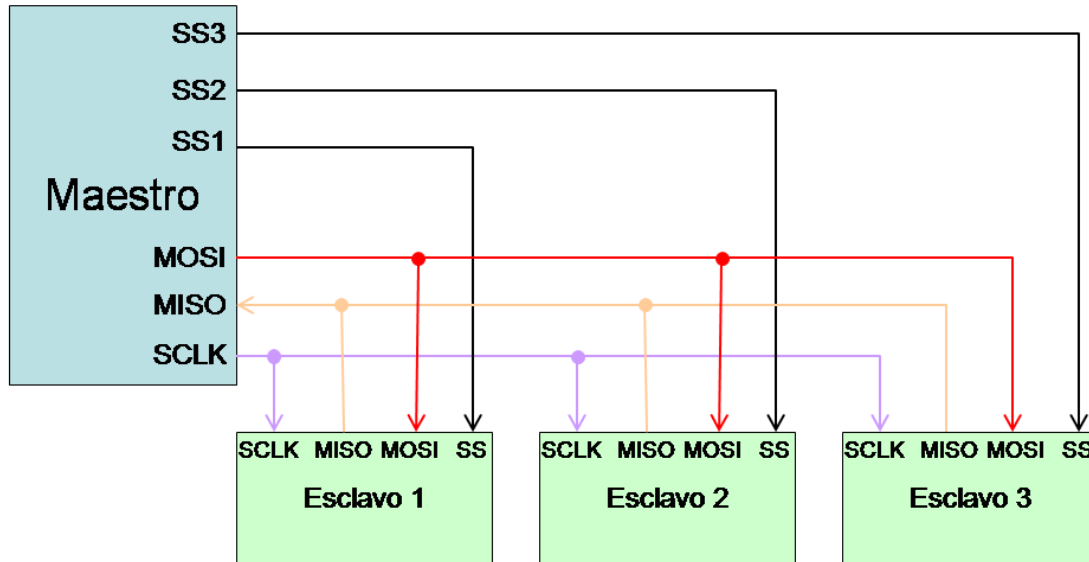 SS3
SS2
SS1
Maestro
MOSI
MISO
SCLK
SCLK MISO MOSI SS
Esclavo 1
SCLK MISO MOSI SS
Esclavo 2
SCLK MISO MOSI SS
Esclavo 3